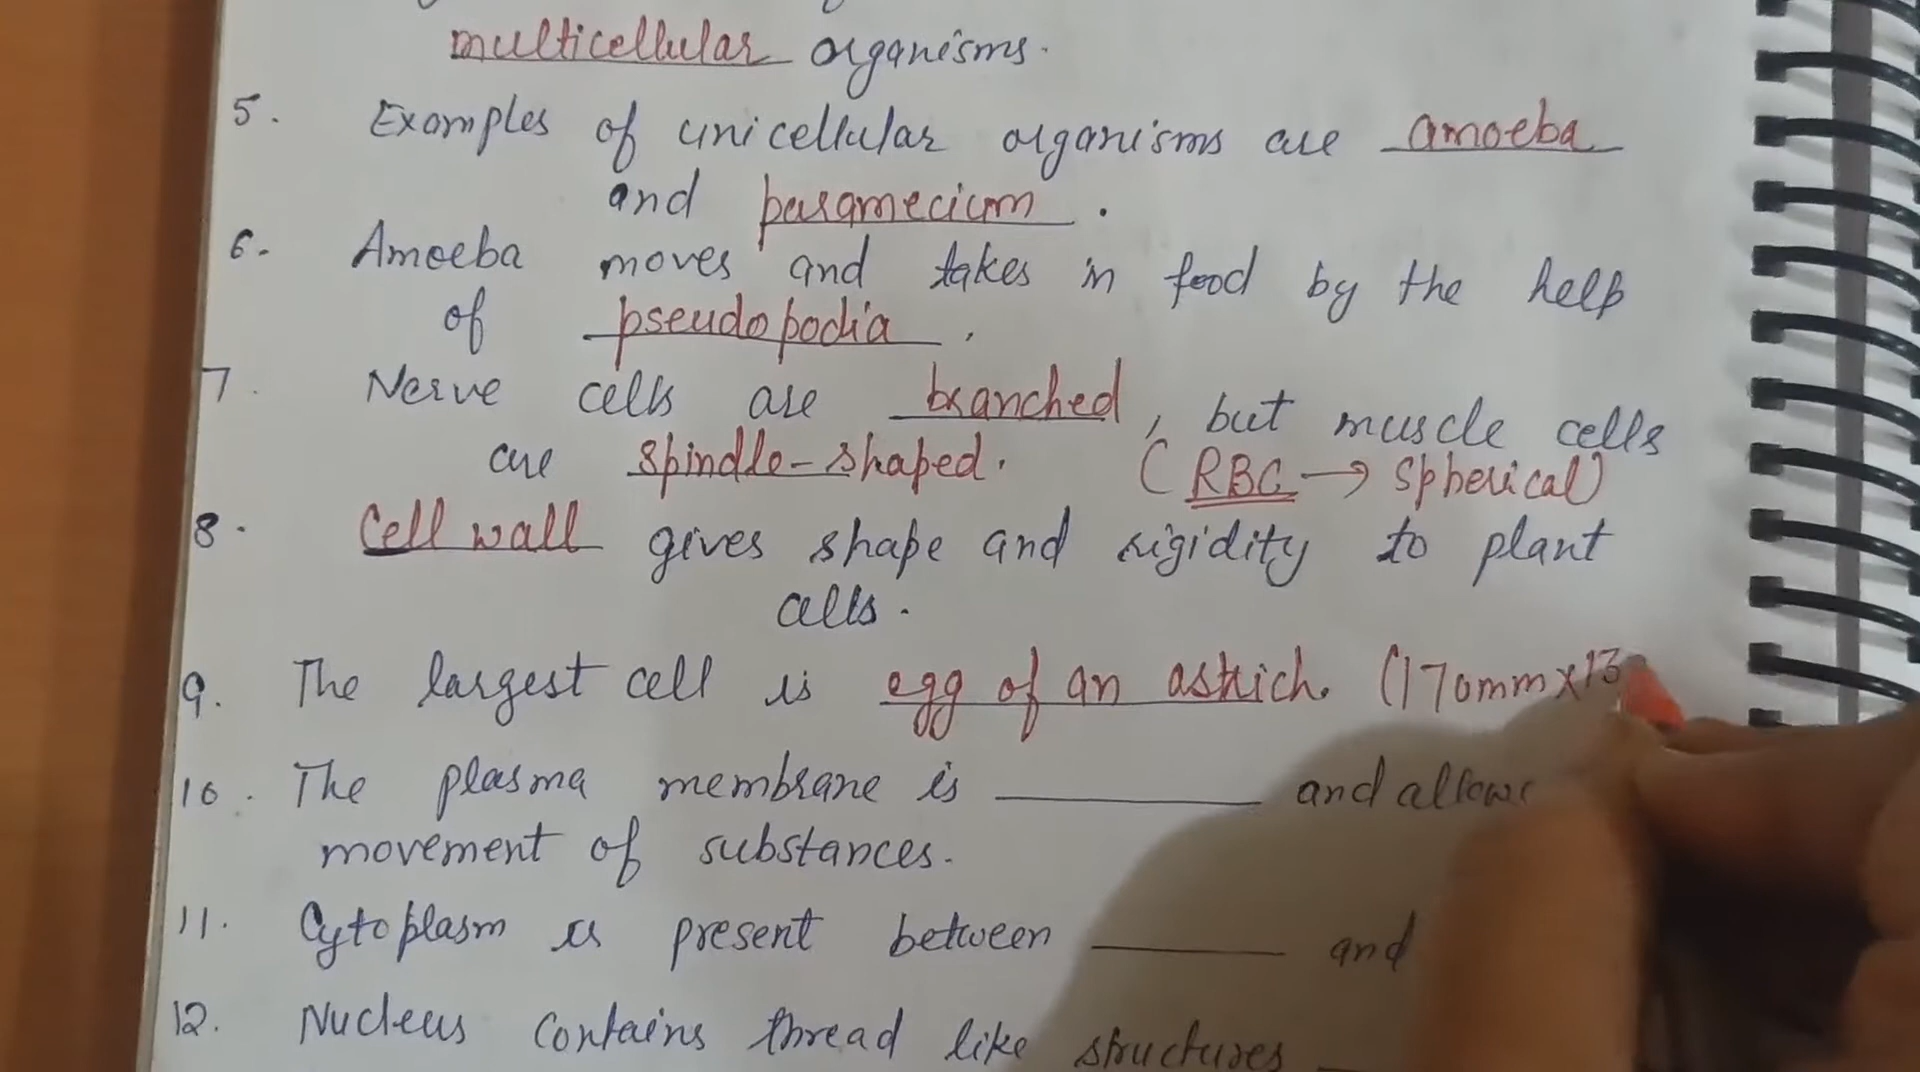 multicellular organisms.
5. Examples of unicellular organisms are amoeba
and paramecium.
6. Amoeba moves and takes in food by the help
of pseudopodia.
7. Nerve cells are branched, but muscle cells
are spindle-shaped. (RBC → Spherical)
8. Cell wall gives shape and rigidity to plant
cells.
9. The largest cell is egg of an astrich. (170mm x 13
10. The plasma membrane is ________ and allows
movement of substances.
11. Cytoplasm is present between ________ and
12. Nucleus contains thread like structures